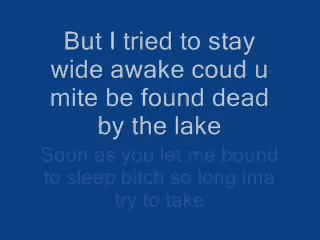 But I tried to stay
wide awake coud u
mite be found dead
by the lake
Soon as you let me bound
to sleep bitch so long ima
try to take